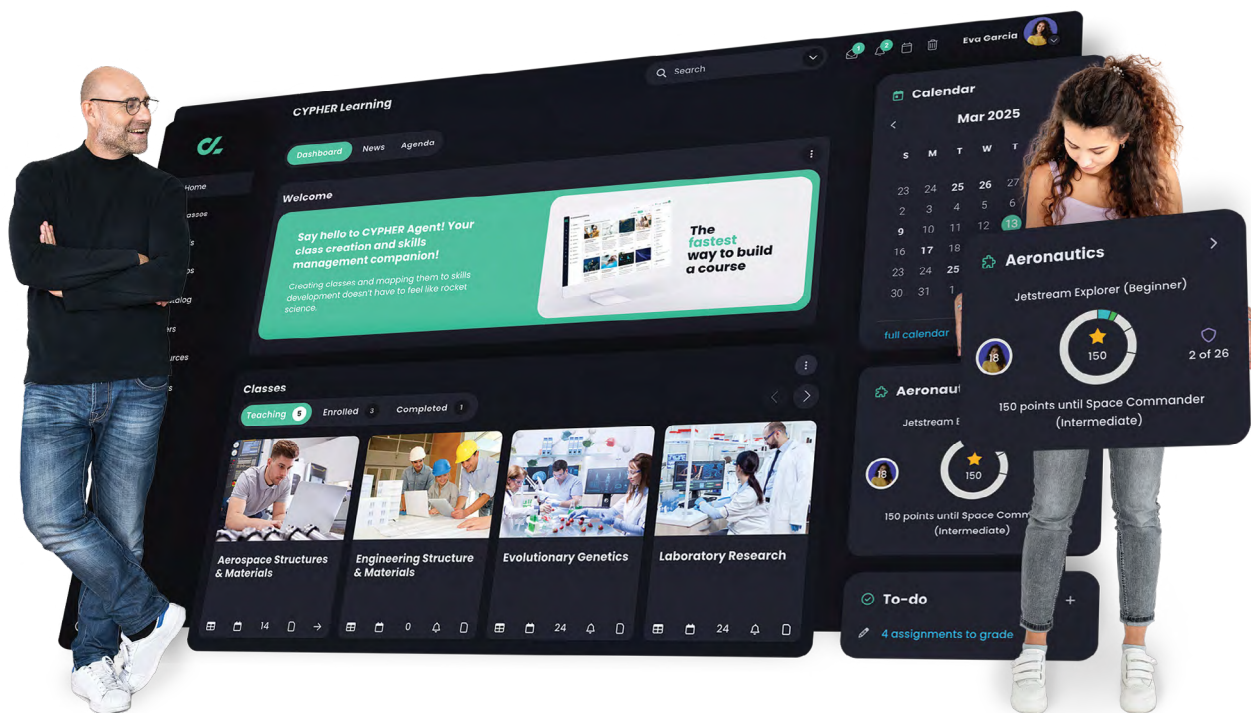 Search
1
2
Eva Garcia
CYPHER Learning
Dashboard News Agenda
Home
Welcome
Say hello to CYPHER Agent! Your
class creation and skills
management companion!
Creating classes and mapping them to skills
development doesn't have to feel like rocket
science.
The
fastest
way to build
a course
Classes
Teaching 5 Enrolled 3 Completed 1
Aerospace Structures
& Materials
14
Engineering Structure
& Materials
0
Evolutionary Genetics
24
Laboratory Research
24
Calendar
Mar 2025
S M T W T
23 24 25 26 27
2 3 4 5 6
9 10 11 12 13
16 17 18
23 24 25
30 31 1
full calendar
Aeronautics
Jetstream Explorer (Beginner)
18
150
2 of 26
150 points until Space Commander
(Intermediate)
Aeronaut
Jetstream E
18
150
150 points until Space Comm
(Intermediate)
To-do
4 assignments to grade